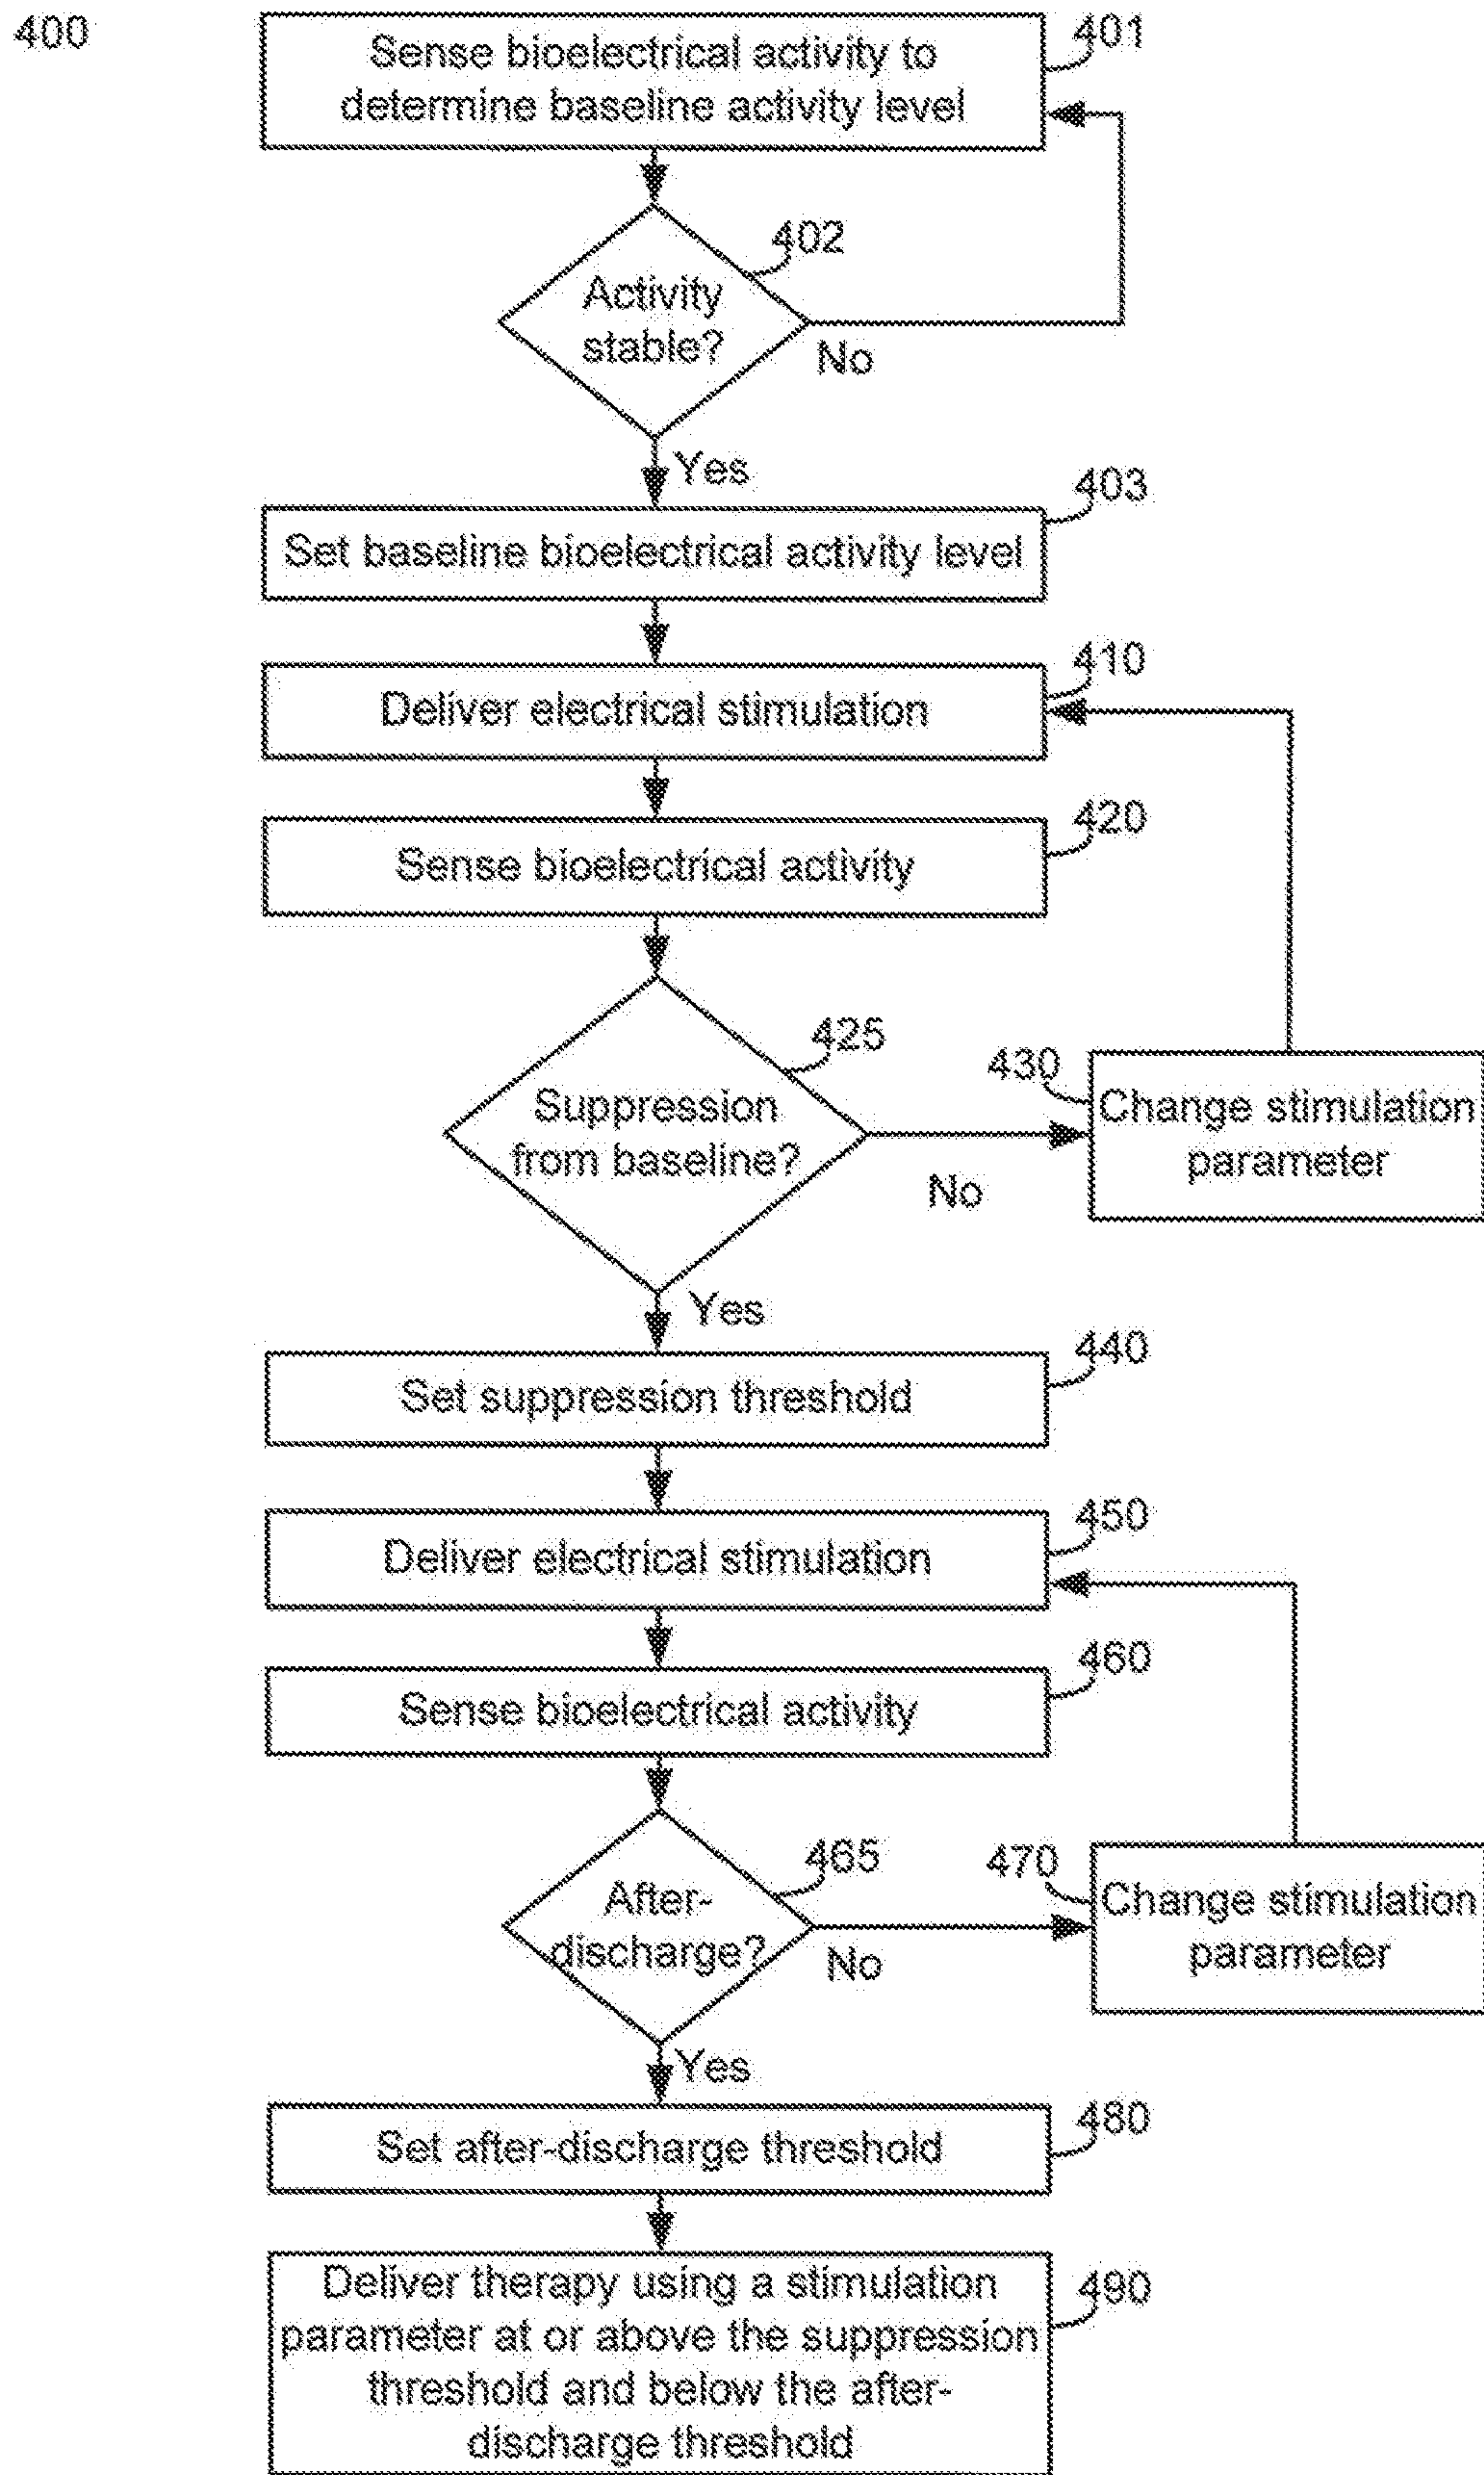 400
Sense bioelectrical activity to
determine baseline activity level
401
402
Activity
stable?
No
Yes
403
Set baseline bioelectrical activity level
410
Deliver electrical stimulation
420
Sense bioelectrical activity
425
Suppression
from baseline?
No
430
Change stimulation
parameter
Yes
440
Set suppression threshold
450
Deliver electrical stimulation
460
Sense bioelectrical activity
465
After-
discharge?
No
470
Change stimulation
parameter
Yes
480
Set after-discharge threshold
490
Deliver therapy using a stimulation
parameter at or above the suppression
threshold and below the after-
discharge threshold